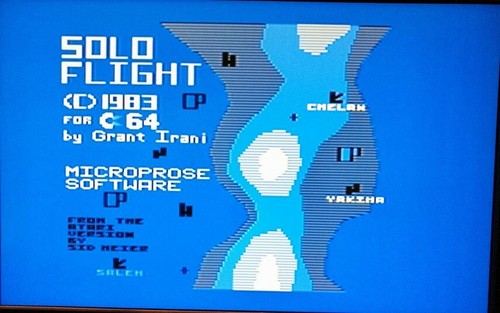 SOLO
FLIGHT
(C) 1983
FOR C 64
by Grant Irani
MICROPROSE
SOFTWARE
FROM THE
ATARI
VERSION
BY
SID MEIER
SALEM
CHELAN
YAKIMA